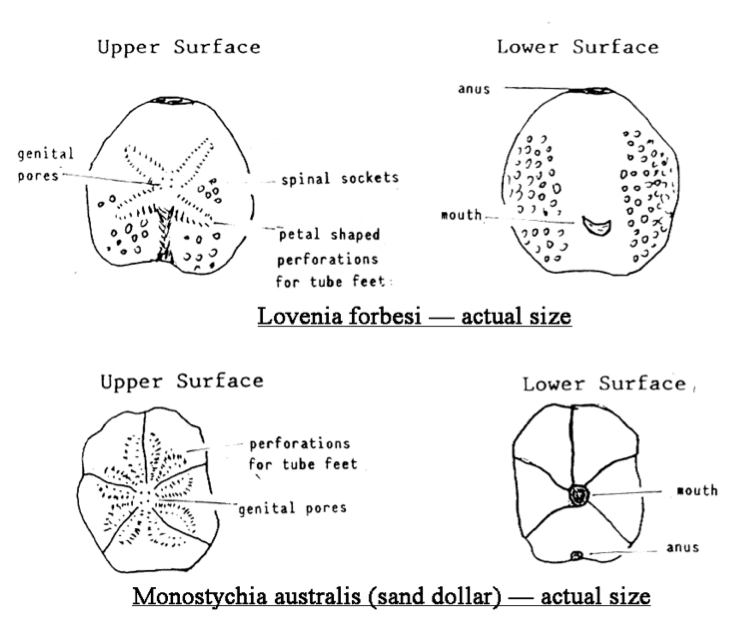 Upper Surface
Lower Surface
anus
genital
pores
spinal sockets
mouth
petal shaped
perforations
for tube feet:
Lovenia forbesi — actual size
Upper Surface
Lower Surface
perforations
for tube feet
genital pores
mouth
anus
Monostychia australis (sand dollar) — actual size